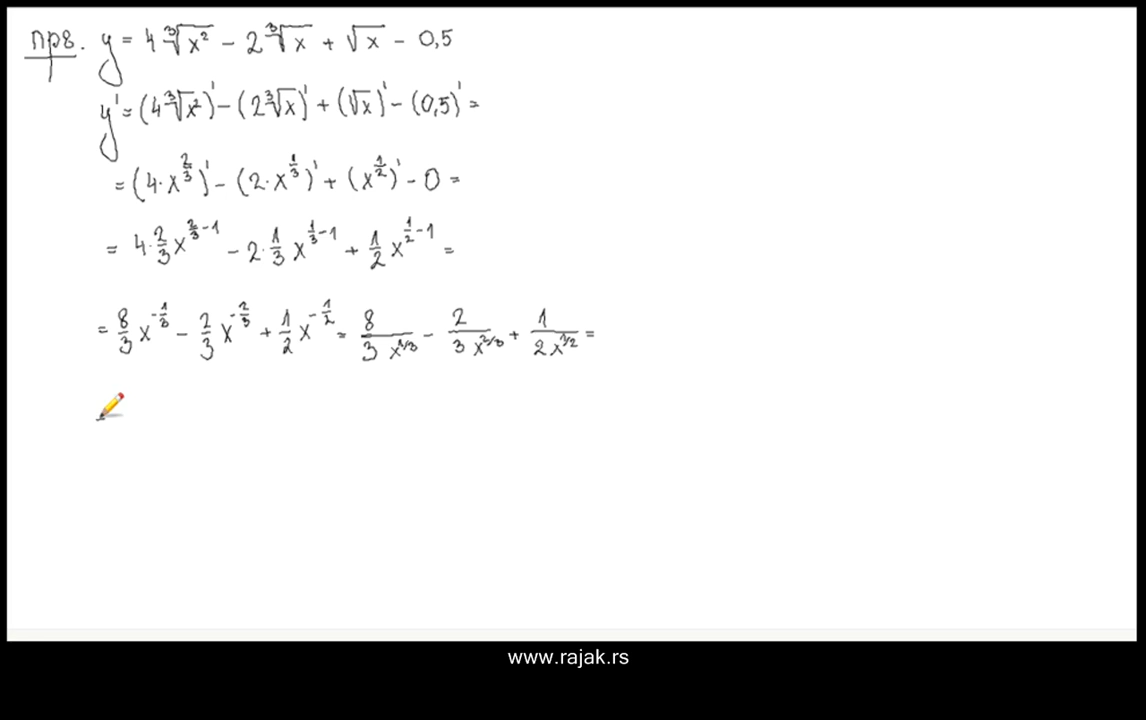 пр8. y = 4∛x² - 2∛x + √x - 0,5
y' = (4∛x²)' - (2∛x)' + (√x)' - (0,5)' =
= (4·x^(2/3))' - (2·x^(1/3))' + (x^(1/2))' - 0 =
= 4·2/3 x^(2/3-1) - 2·1/3 x^(1/3-1) + 1/2 x^(1/2-1) =
= 8/3 x^(-1/3) - 2/3 x^(-2/3) + 1/2 x^(-1/2) = 8/(3 x^(1/3)) - 2/(3 x^(2/3)) + 1/(2 x^(1/2)) =
www.rajak.rs